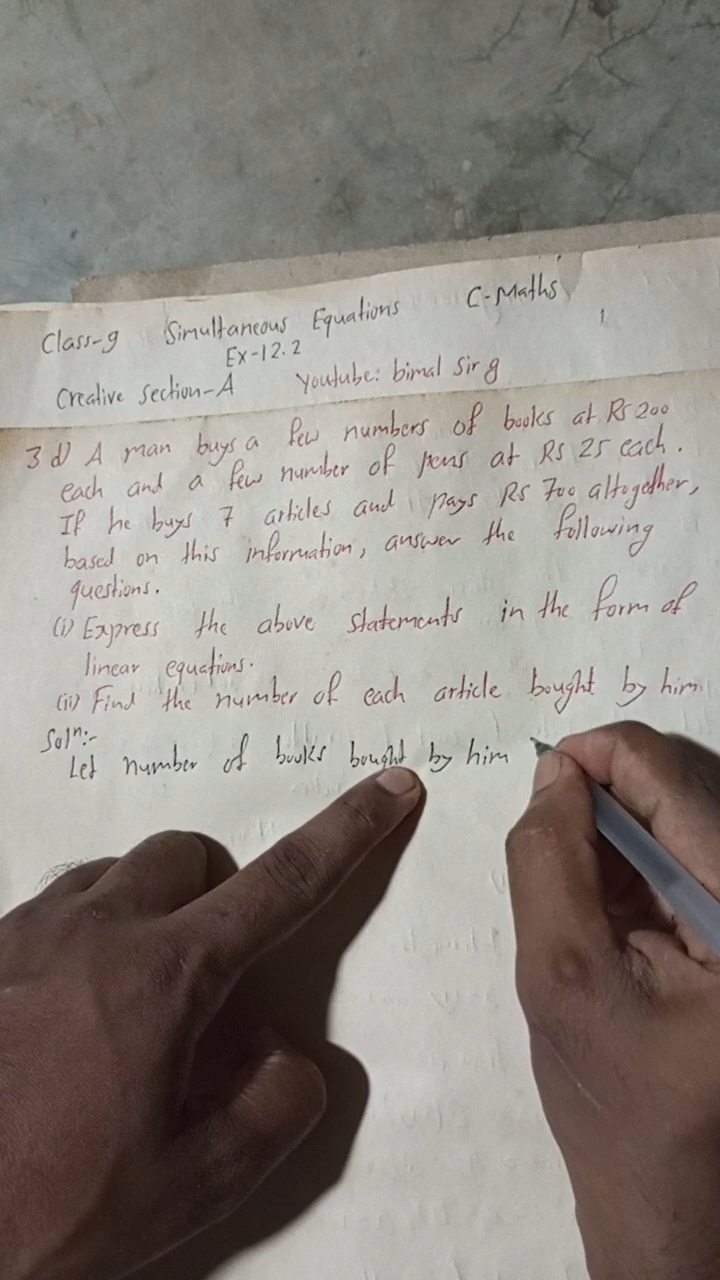 Class-9 Simultaneous Equations C-Maths
Ex-12.2 1
Creative Section-A Youtube: bimal sir g
3 d) A man buys a few numbers of books at Rs 200
each and a few number of pens at Rs 25 each.
If he buys 7 articles and pays Rs 700 altogether,
based on this information, answer the following
questions.
(i) Express the above statements in the form of
linear equations.
(ii) Find the number of each article bought by him.
Solⁿ:-
Let number of books bought by him